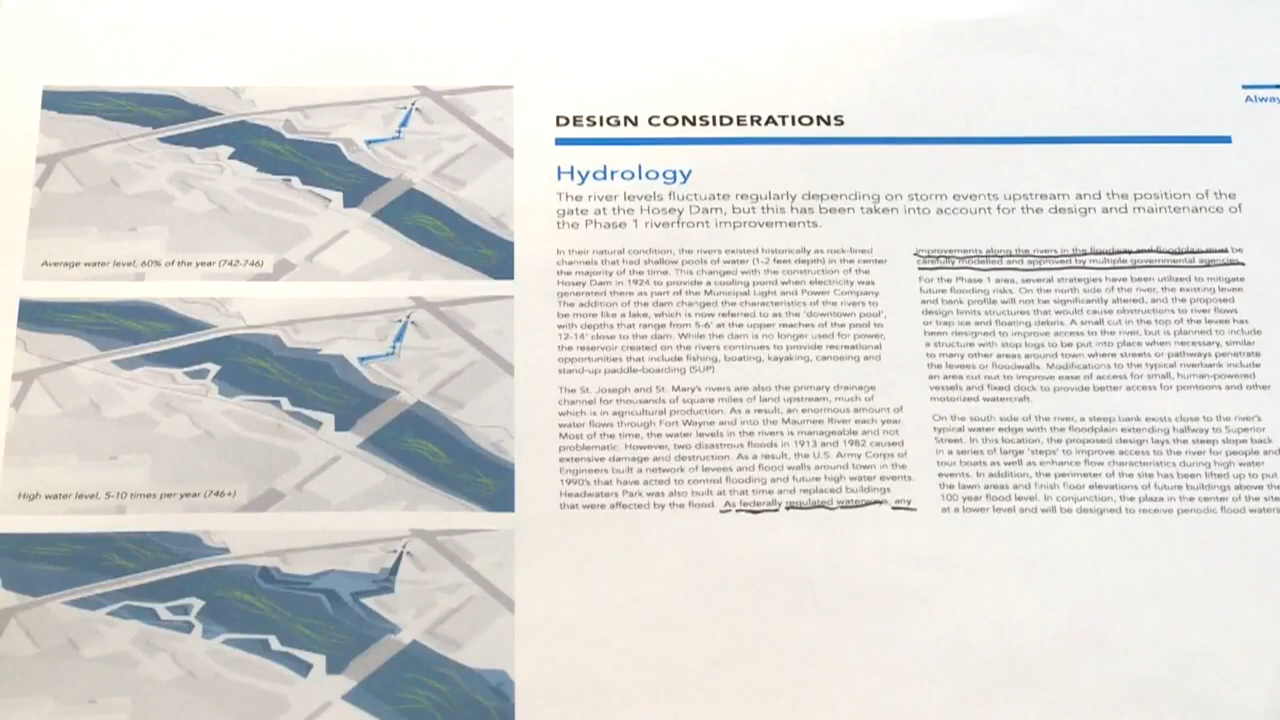 Alway
DESIGN CONSIDERATIONS
Hydrology
The river levels fluctuate regularly depending on storm events upstream and the position of the
gate at the Hosey Dam, but this has been taken into account for the design and maintenance of
the Phase 1 riverfront improvements.
In their natural condition, the rivers existed historically as rock-lined
channels that had shallow pools of water (1-2 feet depth) in the center
the majority of the time. This changed with the construction of the
Hosey Dam in 1924 to provide a cooling pond when electricity was
generated there as part of the Municipal Light and Power Company.
The addition of the dam changed the characteristics of the rivers to
be more like a lake, which is now referred to as the 'downtown pool',
with depths that range from 5-6' at the upper reaches of the pool to
12-14' close to the dam. While the dam is no longer used for power,
the reservoir created on the rivers continues to provide recreational
opportunities that include fishing, boating, kayaking, canoeing and
stand-up paddle-boarding (SUP)
The St. Joseph and St. Mary's rivers are also the primary drainage
channel for thousands of square miles of land upstream, much of
which is in agricultural production. As a result, an enormous amount of
water flows through Fort Wayne and into the Maumee River each year.
Most of the time, the water levels in the rivers is manageable and not
problematic. However, two disastrous floods in 1913 and 1982 caused
extensive damage and destruction. As a result, the U.S. Army Corps of
Engineers built a network of levees and flood walls around town in the
1990's that have acted to control flooding and future high water events.
Headwaters Park was also built at that time and replaced buildings
that were affected by the flood. As federally regulated waterways, any
improvements along the rivers in the floodway and floodplain must be
carefully modelled and approved by multiple governmental agencies.
For the Phase 1 area, several strategies have been utilized to mitigate
future flooding risks. On the north side of the river, the existing levee
and bank profile will not be significantly altered, and the proposed
design limits structures that would cause obstructions to river flows
or trap ice and floating debris. A small cut in the top of the levee has
been designed to improve access to the river, but is planned to include
a structure with stop logs to be put into place when necessary, similar
to many other areas around town where streets or pathways penetrate
the levees or floodwalls. Modifications to the typical riverbank include
an area cut out to improve ease of access for small, human-powered
vessels and fixed dock to provide better access for pontoons and other
motorized watercraft.
On the south side of the river, a steep bank exists close to the river's
typical water edge with the floodplain extending halfway to Superior
Street. In this location, the proposed design lays the steep slope back
in a series of large 'steps' to improve access to the river for people and
tour boats as well as enhance flow characteristics during high water
events. In addition, the perimeter of the site has been lifted up to put
the lawn areas and finish floor elevations of future buildings above the
100 year flood level. In conjunction, the plaza in the center of the site
at a lower level and will be designed to receive periodic flood waters
Average water level, 60% of the year (742-746)
High water level, 5-10 times per year (746+)